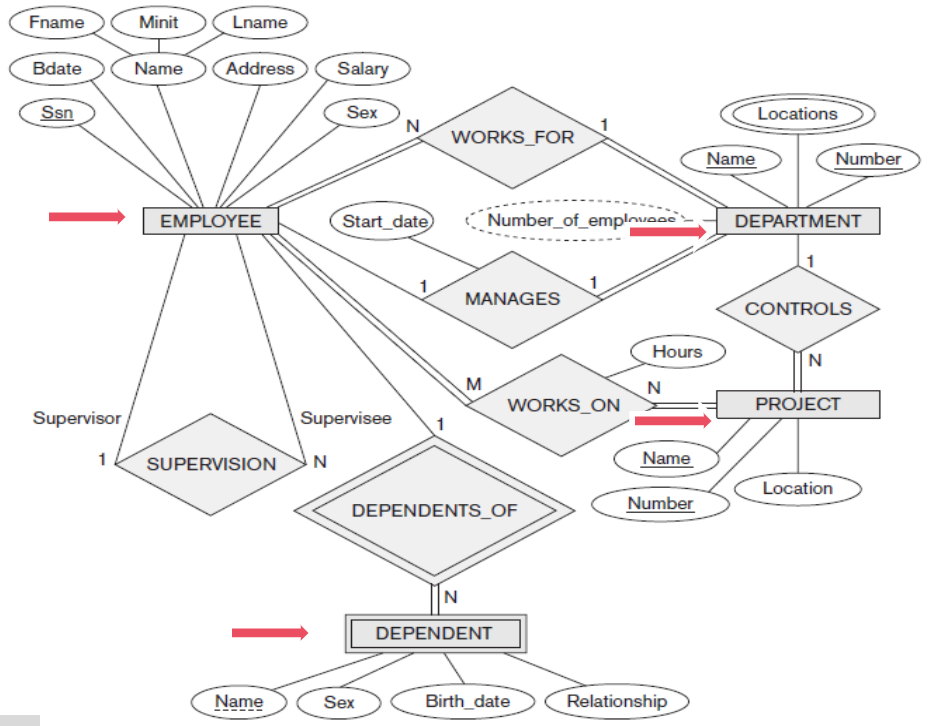 Fname
Minit
Lname
Bdate
Name
Address
Salary
Ssn
Sex
N
WORKS_FOR
1
Locations
Name
Number
EMPLOYEE
Start_date
Number_of_employees
DEPARTMENT
1
MANAGES
1
1
CONTROLS
Hours
N
M
WORKS_ON
N
PROJECT
Supervisor
Supervisee
1
Name
1
SUPERVISION
N
Number
Location
DEPENDENTS_OF
N
DEPENDENT
Name
Sex
Birth_date
Relationship